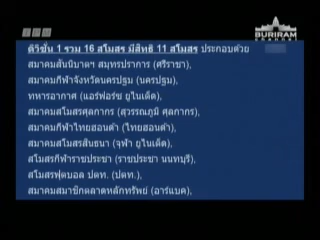 BURIRAM
channel
ดิวิชั่น 1 รวม 16 สโมสร มีสิทธิ 11 สโมสร ประกอบด้วย
สมาคมสันนิบาตฯ สมุทรปราการ (ศรีราชา),
สมาคมกีฬาจังหวัดนครปฐม (นครปฐม),
ทหารอากาศ (แอร์ฟอร์ซ ยูไนเต็ด),
สมาคมสโมสรศุลกากร (สุวรรณภูมิ ศุลกากร),
สมาคมกีฬาไทยฮอนด้า (ไทยฮอนด้า),
สมาคมสโมสรสินธนา (จุฬา ยูไนเต็ด),
สโมสรกีฬาราชประชา (ราชประชา นนทบุรี),
สโมสรฟุตบอล ปตท. (ปตท.),
สมาคมสมาชิกตลาดหลักทรัพย์ (อาร์แบค),